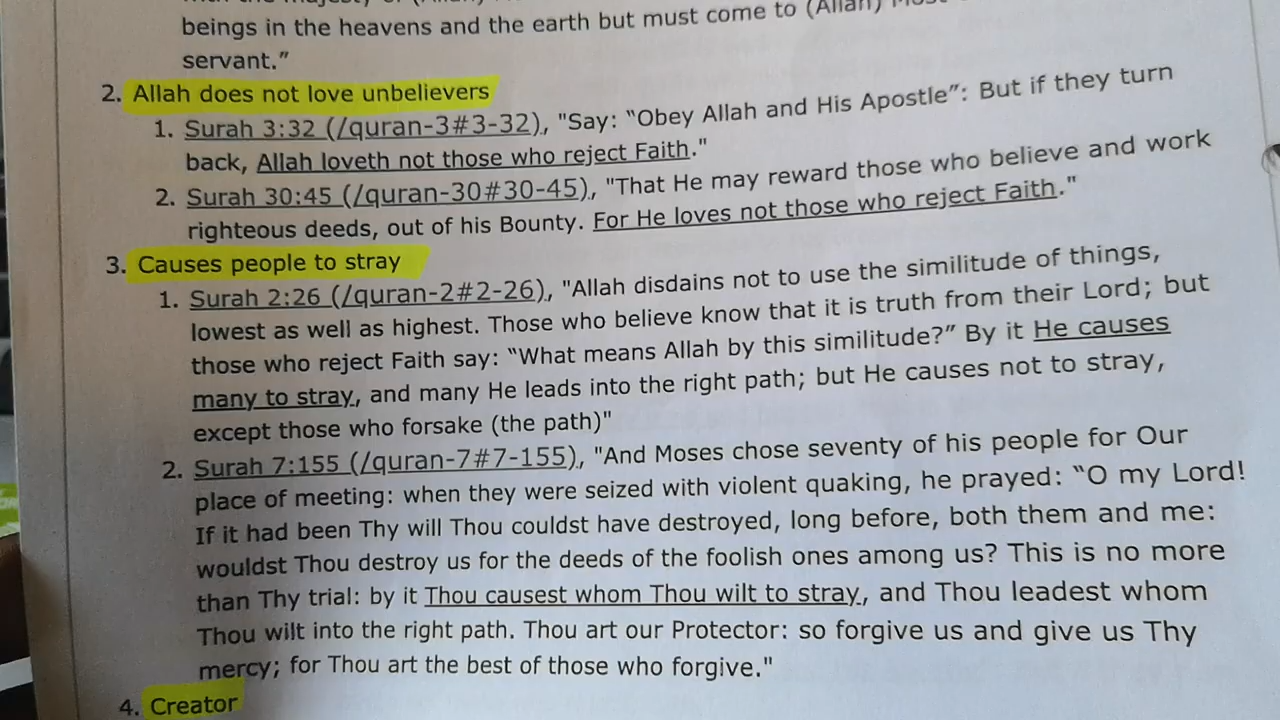 beings in the heavens and the earth but must come to (Allah)
servant.”
2. Allah does not love unbelievers
1. Surah 3:32 (/quran-3#3-32), "Say: “Obey Allah and His Apostle”: But if they turn
back, Allah loveth not those who reject Faith."
2. Surah 30:45 (/quran-30#30-45), "That He may reward those who believe and work
righteous deeds, out of his Bounty. For He loves not those who reject Faith."
3. Causes people to stray
1. Surah 2:26 (/quran-2#2-26), "Allah disdains not to use the similitude of things,
lowest as well as highest. Those who believe know that it is truth from their Lord; but
those who reject Faith say: “What means Allah by this similitude?” By it He causes
many to stray, and many He leads into the right path; but He causes not to stray,
except those who forsake (the path)"
2. Surah 7:155 (/quran-7#7-155), "And Moses chose seventy of his people for Our
place of meeting: when they were seized with violent quaking, he prayed: “O my Lord!
If it had been Thy will Thou couldst have destroyed, long before, both them and me:
wouldst Thou destroy us for the deeds of the foolish ones among us? This is no more
than Thy trial: by it Thou causest whom Thou wilt to stray, and Thou leadest whom
Thou wilt into the right path. Thou art our Protector: so forgive us and give us Thy
mercy; for Thou art the best of those who forgive."
4. Creator